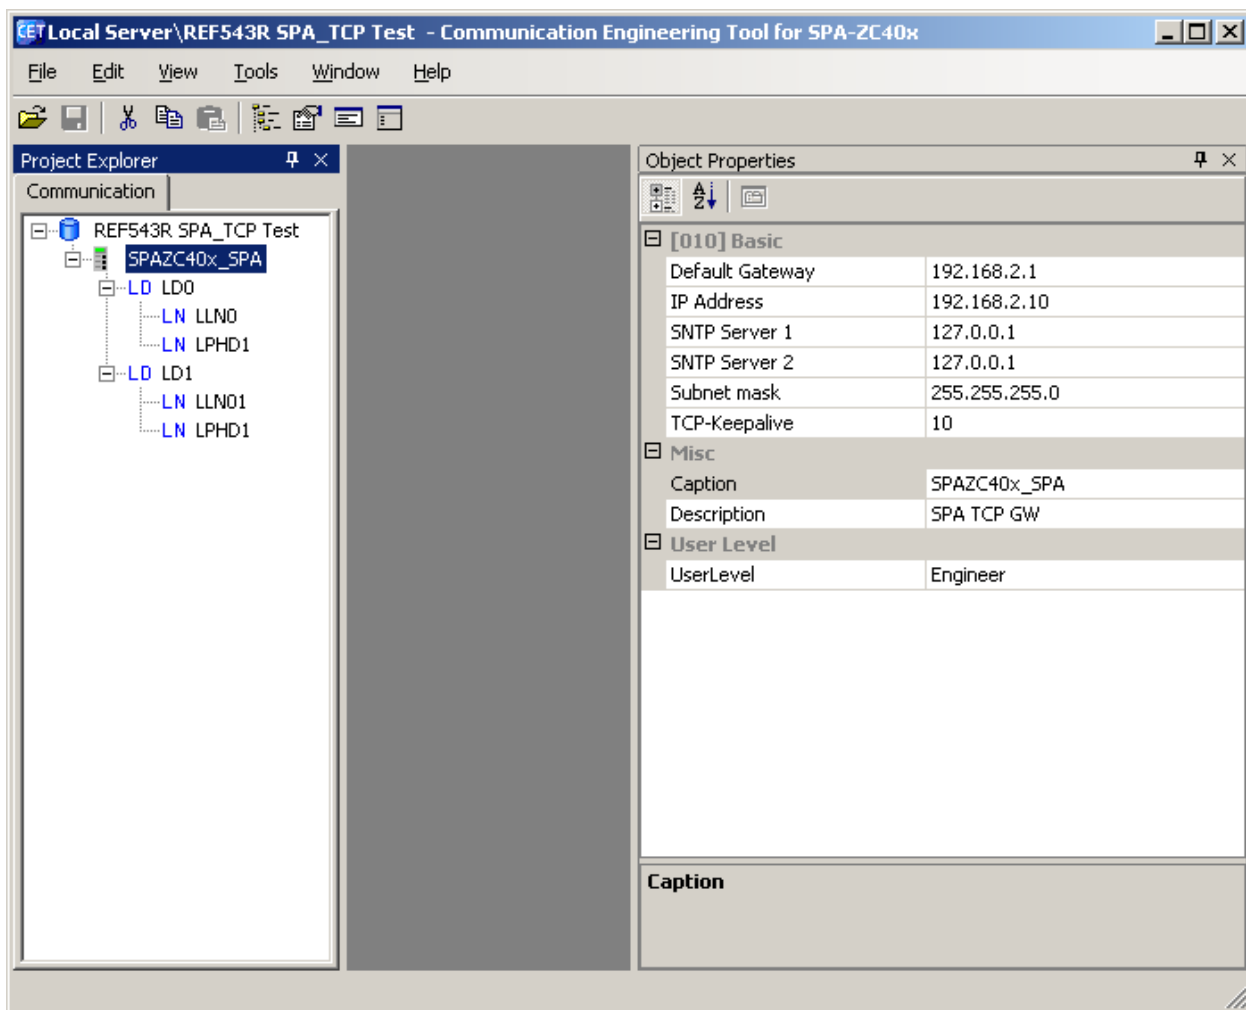 CET Local Server\REF543R SPA_TCP Test - Communication Engineering Tool for SPA-ZC40x
File Edit View Tools Window Help
Project Explorer
Communication
REF543R SPA_TCP Test
SPAZC40x_SPA
LD LD0
LN LLN0
LN LPHD1
LD LD1
LN LLN01
LN LPHD1
Object Properties
[010] Basic
Default Gateway 192.168.2.1
IP Address 192.168.2.10
SNTP Server 1 127.0.0.1
SNTP Server 2 127.0.0.1
Subnet mask 255.255.255.0
TCP-Keepalive 10
Misc
Caption SPAZC40x_SPA
Description SPA TCP GW
User Level
UserLevel Engineer
Caption